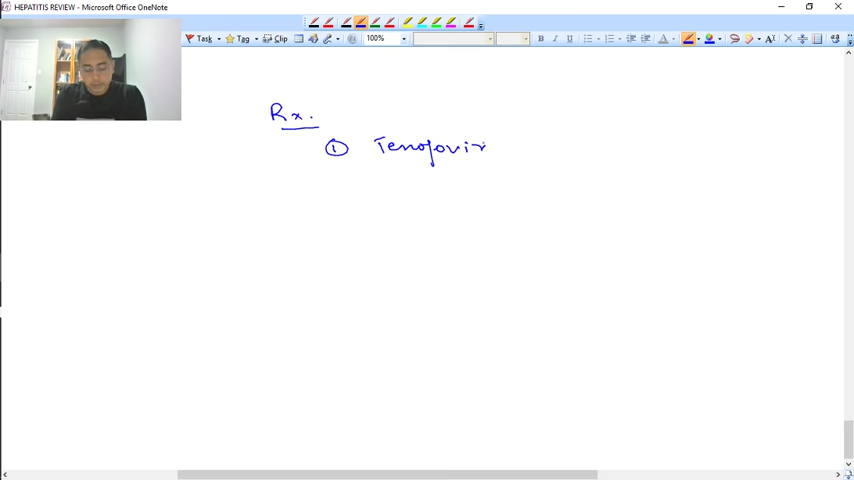 HEPATITIS REVIEW - Microsoft Office OneNote
Task Tag Clip 100% B I U
Rx.
① Tenofovir